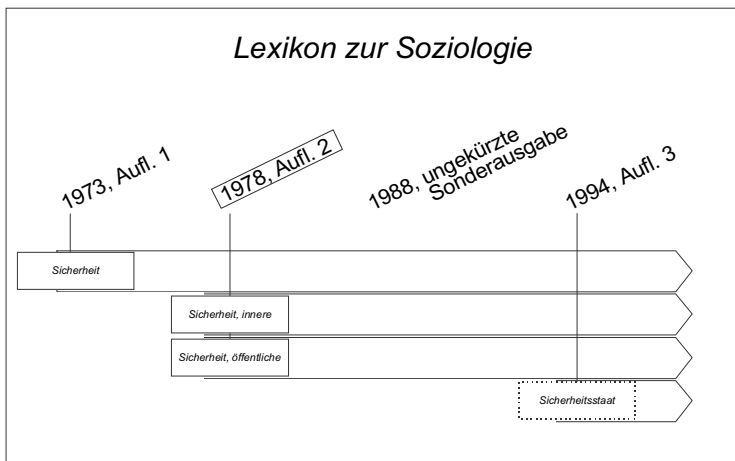 Lexikon zur Soziologie
1973, Aufl. 1
1978, Aufl. 2
1988, ungekürzte
Sonderausgabe
1994, Aufl. 3
Sicherheit
Sicherheit, innere
Sicherheit, öffentliche
Sicherheitsstaat